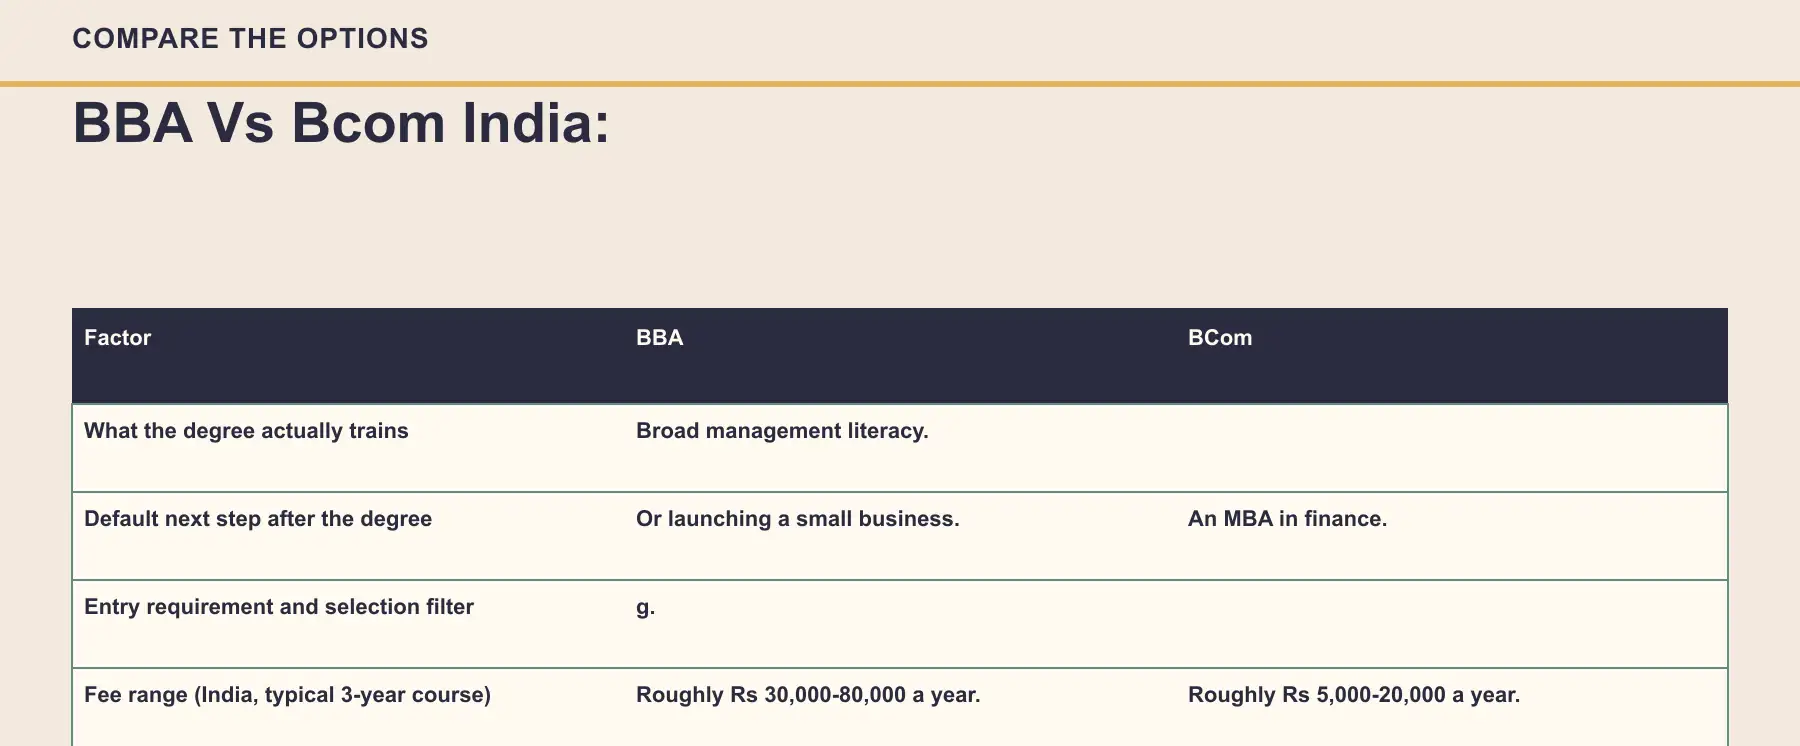 COMPARE THE OPTIONS
BBA Vs Bcom India:
Factor BBA BCom
What the degree actually trains Broad management literacy.
Default next step after the degree Or launching a small business. An MBA in finance.
Entry requirement and selection filter g.
Fee range (India, typical 3-year course) Roughly Rs 30,000-80,000 a year. Roughly Rs 5,000-20,000 a year.